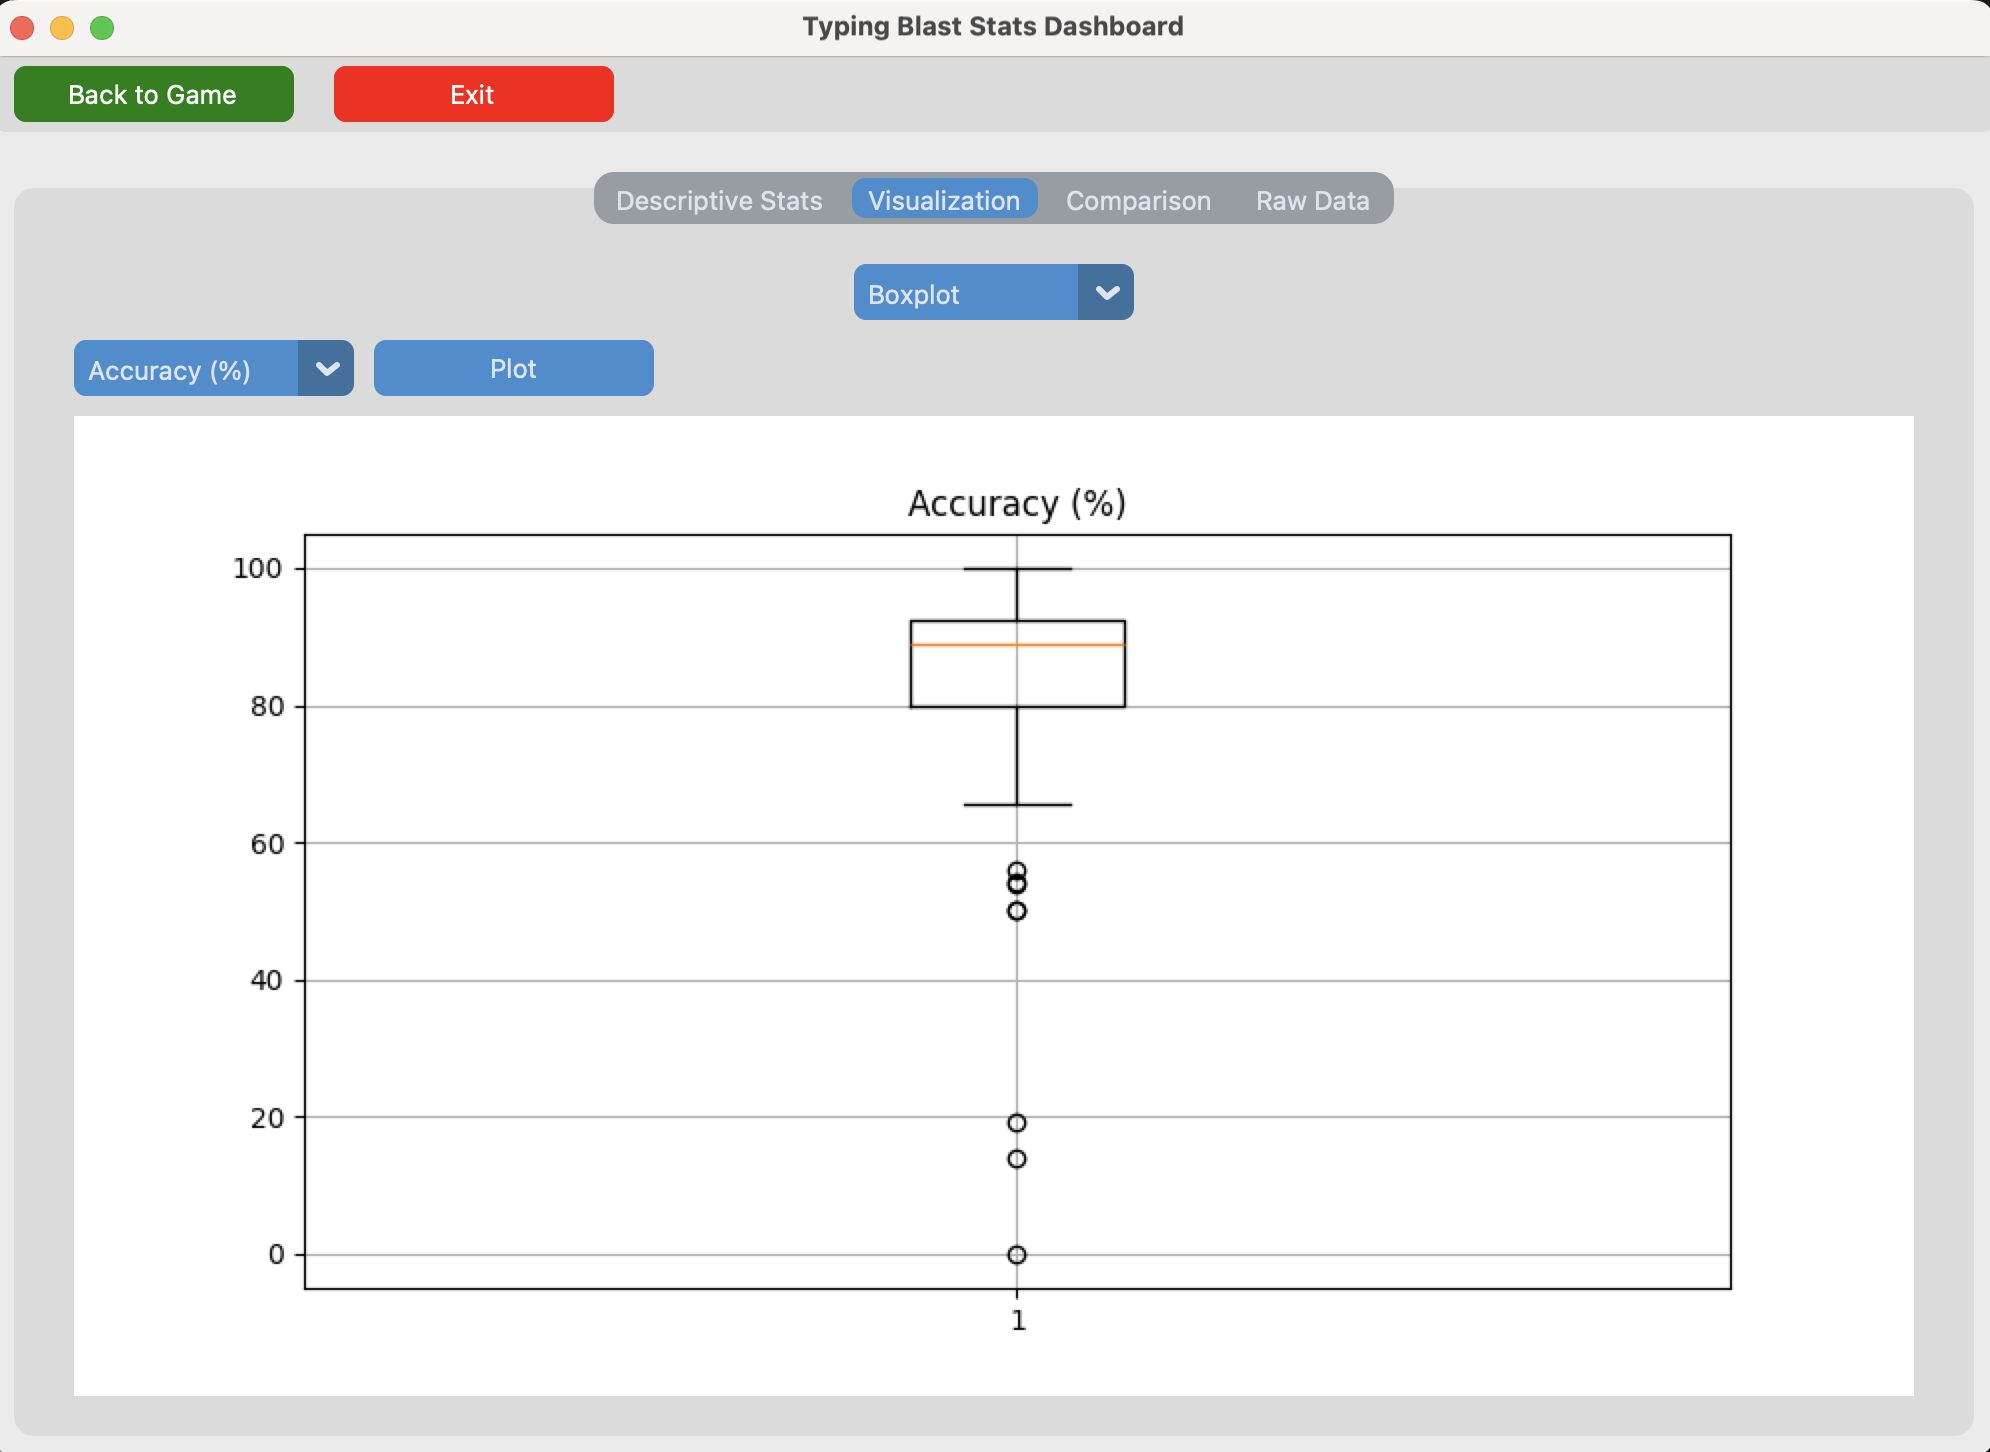 Typing Blast Stats Dashboard
Back to Game
Exit
Descriptive Stats
Visualization
Comparison
Raw Data
Boxplot
Accuracy (%)
Plot
Accuracy (%)
100
80
60
40
20
0
1